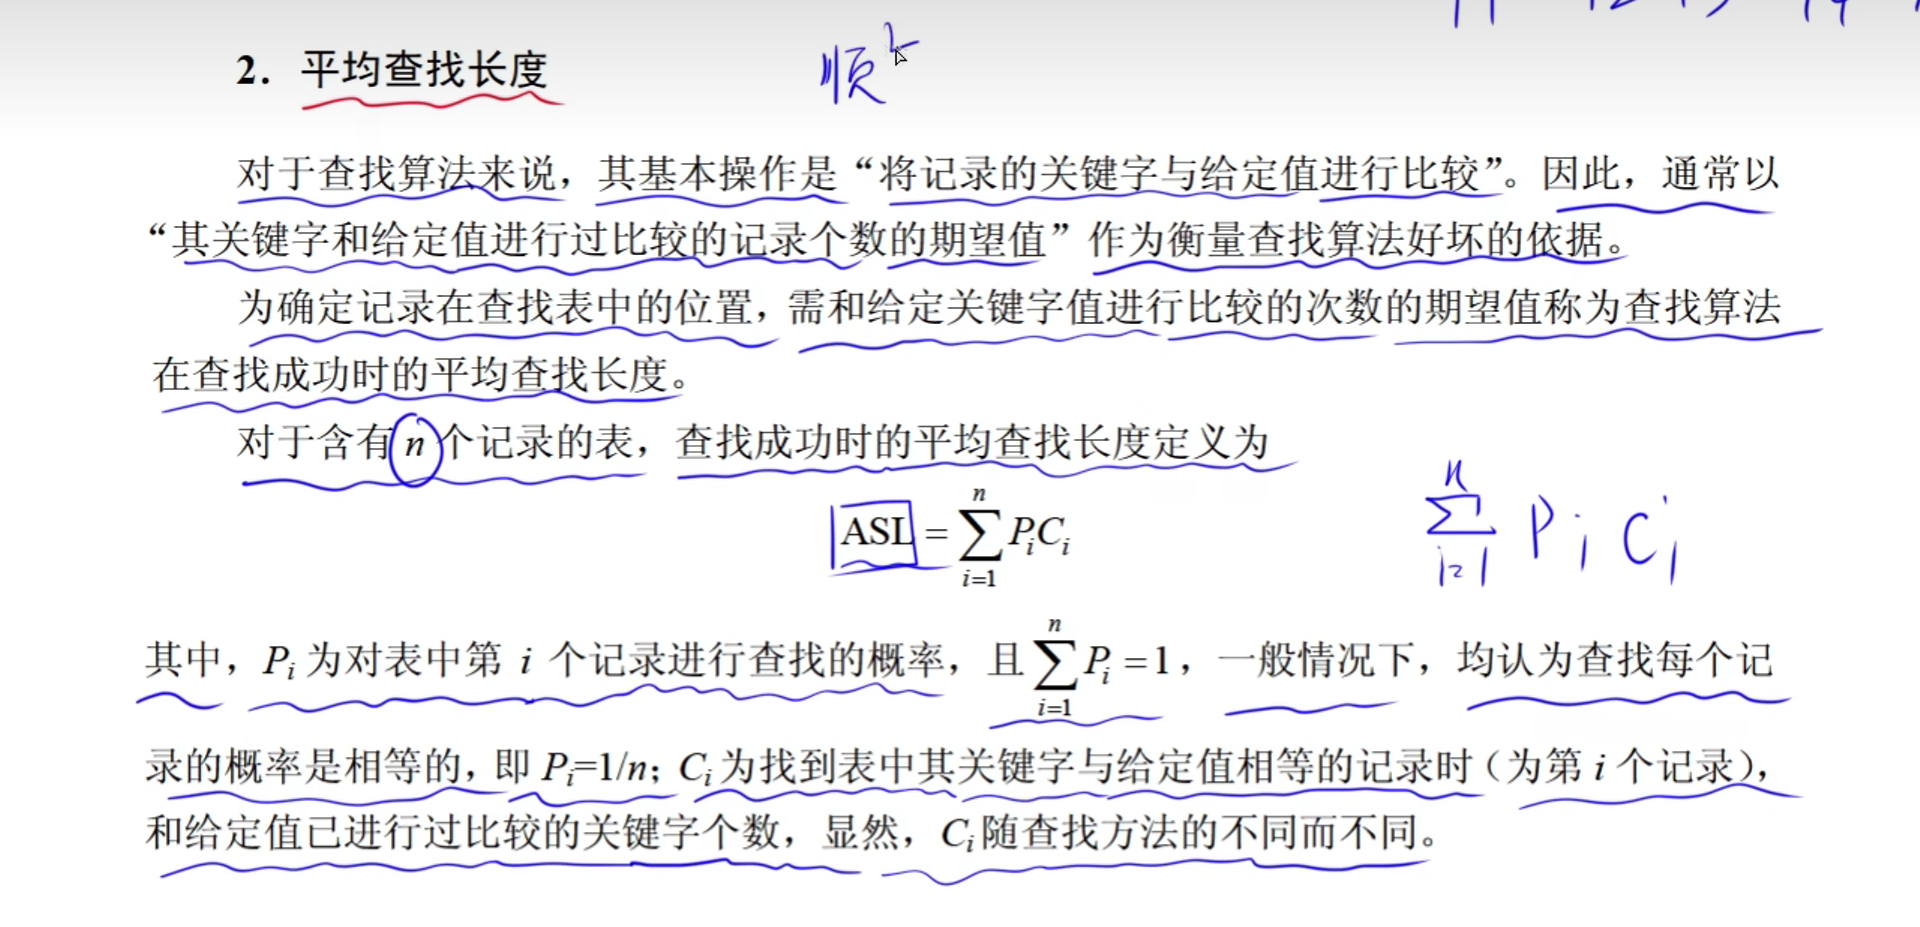 2. 平均查找长度
顺
对于查找算法来说，其基本操作是“将记录的关键字与给定值进行比较”。因此，通常以
“其关键字和给定值进行过比较的记录个数的期望值”作为衡量查找算法好坏的依据。
为确定记录在查找表中的位置，需和给定关键字值进行比较的次数的期望值称为查找算法
在查找成功时的平均查找长度。
对于含有 n 个记录的表，查找成功时的平均查找长度定义为
ASL = ∑_{i=1}^{n} P_i C_i
∑_{i=1}^{n} P_i C_i
其中，P_i 为对表中第 i 个记录进行查找的概率，且 ∑_{i=1}^{n} P_i = 1，一般情况下，均认为查找每个记
录的概率是相等的，即 P_i=1/n；C_i 为找到表中其关键字与给定值相等的记录时（为第 i 个记录），
和给定值已进行过比较的关键字个数，显然，C_i 随查找方法的不同而不同。